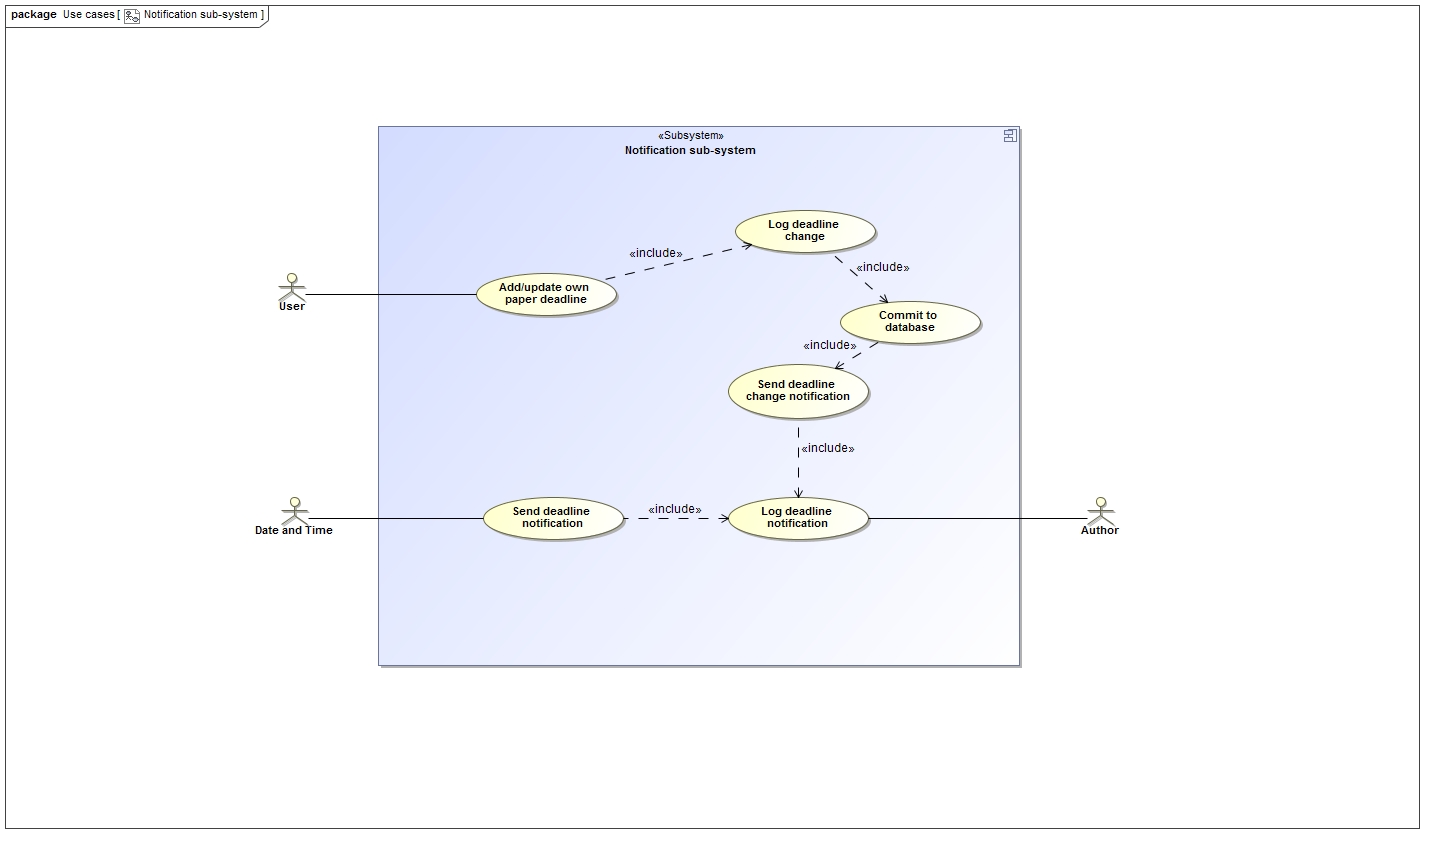 package Use cases [ Notification sub-system ]
«Subsystem»
Notification sub-system
Log deadline
change
«include»
«include»
Add/update own
paper deadline
User
Commit to
database
«include»
Send deadline
change notification
«include»
Send deadline
notification
«include»
Log deadline
notification
Date and Time
Author